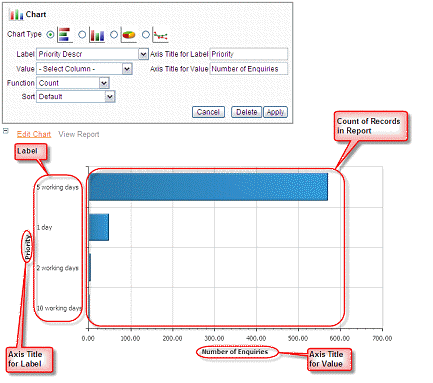 Chart
Chart Type
Label Priority Descr Axis Title for Label Priority
Value - Select Column - Axis Title for Value Number of Enquiries
Function Count
Sort Default
Cancel Delete Apply
Edit Chart View Report
Count of Records in Report
Label
5 working days
1 day
2 working days
10 working days
Priority
0.00 100.00 200.00 300.00 400.00 500.00 600.00 700.00
Number of Enquiries
Axis Title for Label
Axis Title for Value